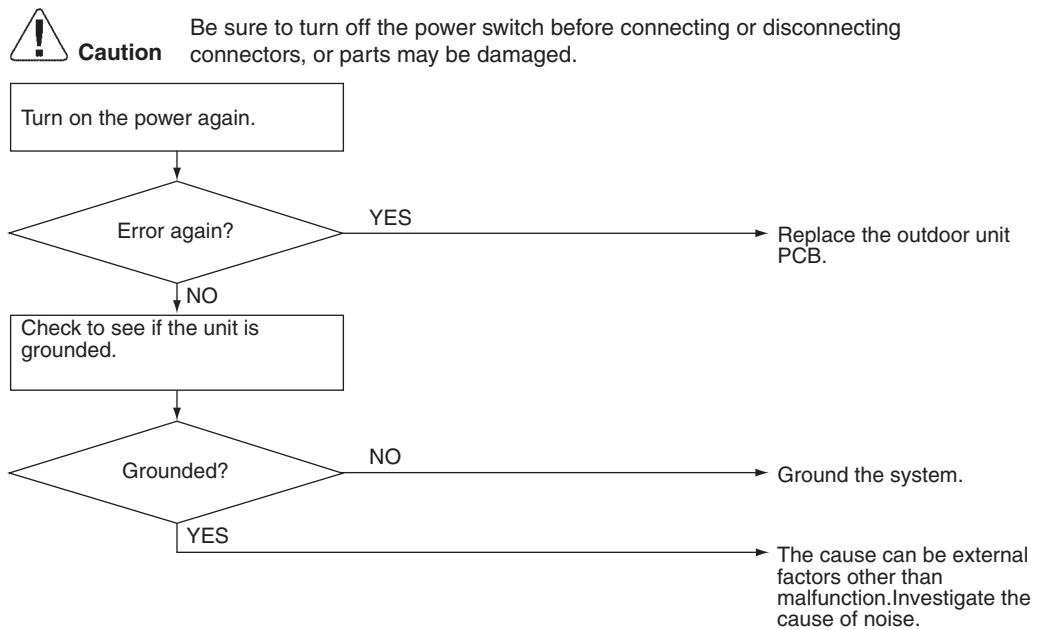 Be sure to turn off the power switch before connecting or disconnecting
Caution connectors, or parts may be damaged.
Turn on the power again.
Error again?
YES
Replace the outdoor unit
PCB.
NO
Check to see if the unit is
grounded.
Grounded?
NO
Ground the system.
YES
The cause can be external
factors other than
malfunction.Investigate the
cause of noise.